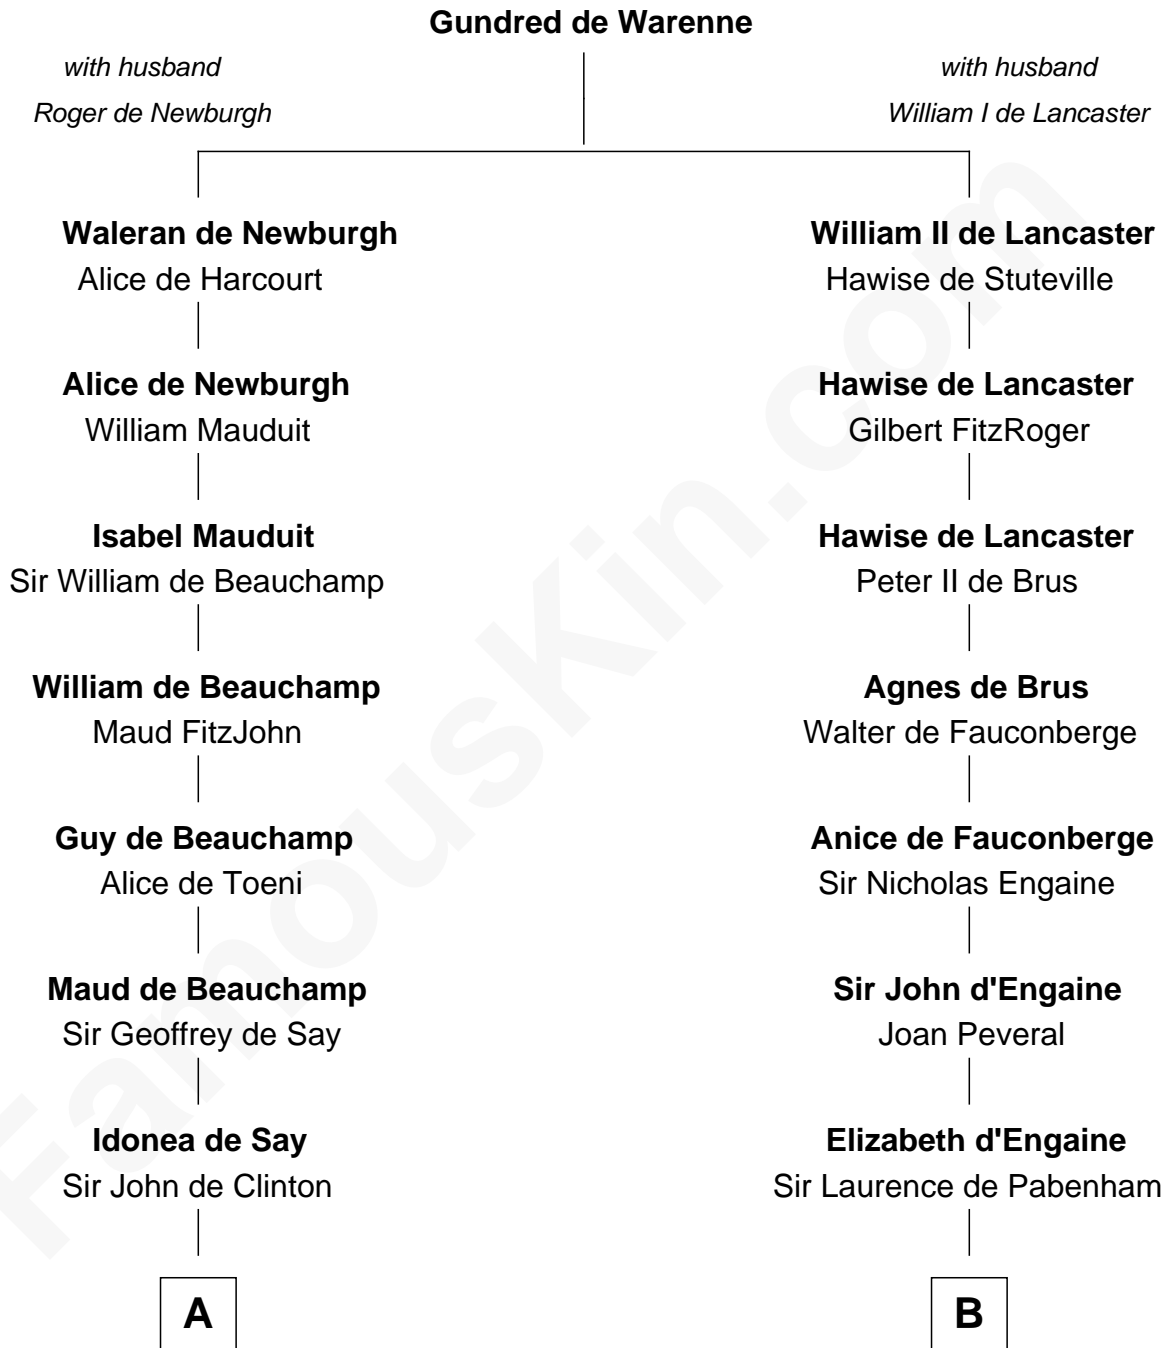 Gundred de Warenne
with husband
Roger de Newburgh
with husband
William I de Lancaster
Waleran de Newburgh
Alice de Harcourt
William II de Lancaster
Hawise de Stuteville
Alice de Newburgh
William Mauduit
Hawise de Lancaster
Gilbert FitzRoger
Isabel Mauduit
Sir William de Beauchamp
Hawise de Lancaster
Peter II de Brus
William de Beauchamp
Maud FitzJohn
Agnes de Brus
Walter de Fauconberge
Guy de Beauchamp
Alice de Toeni
Anice de Fauconberge
Sir Nicholas Engaine
Maud de Beauchamp
Sir Geoffrey de Say
Sir John d'Engaine
Joan Peveral
Idonea de Say
Sir John de Clinton
Elizabeth d'Engaine
Sir Laurence de Pabenham
A
B
FamousKin.com